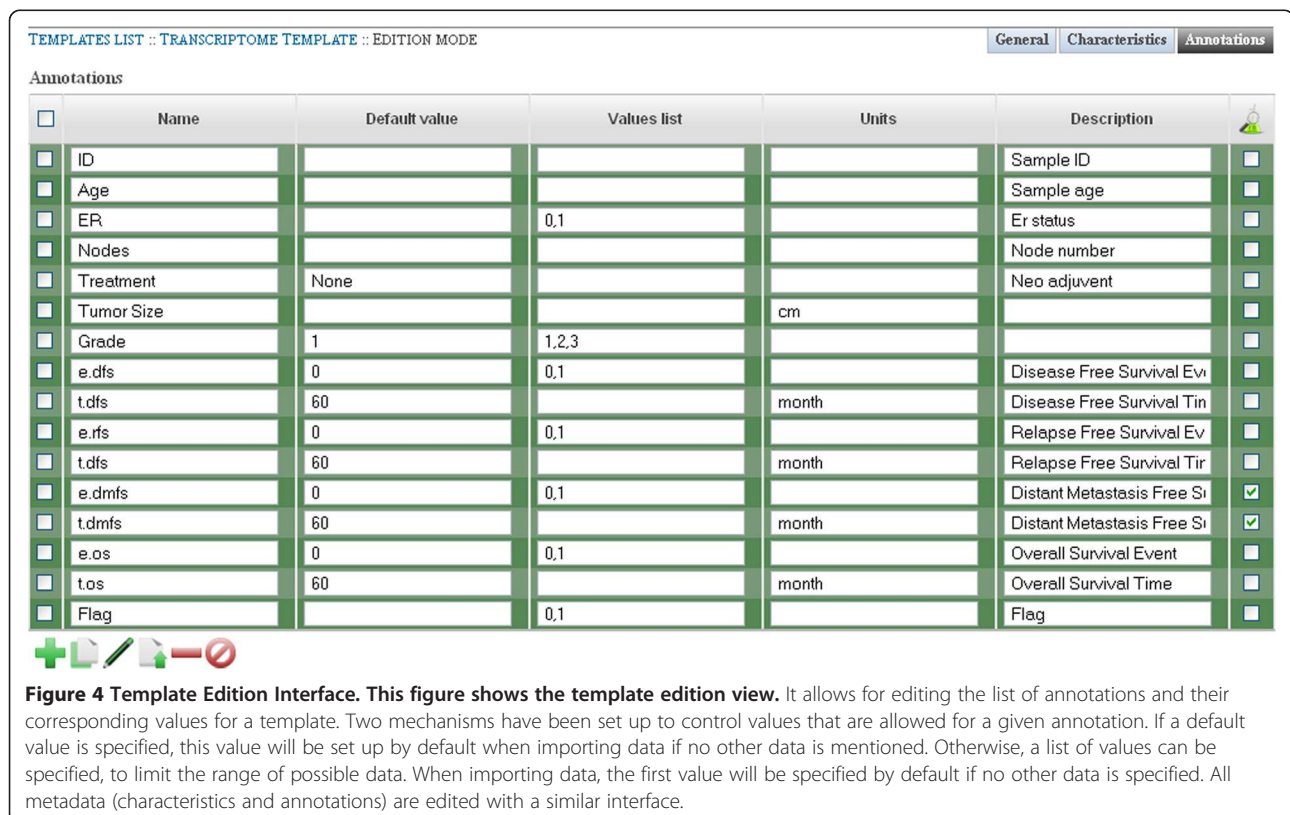 TEMPLATES LIST :: TRANSCRIPTOME TEMPLATE :: EDITION MODE
General Characteristics Annotations
Annotations
Name Default value Values list Units Description
ID Sample ID
Age Sample age
ER 0,1 Er status
Nodes Node number
Treatment None Neo adjuvent
Tumor Size cm
Grade 1 1,2,3
e.dfs 0 0,1 Disease Free Survival Ev
t.dfs 60 month Disease Free Survival Tin
e.rfs 0 0,1 Relapse Free Survival Ev
t.dfs 60 month Relapse Free Survival Tir
e.dmfs 0 0,1 Distant Metastasis Free S
t.dmfs 60 month Distant Metastasis Free S
e.os 0 0,1 Overall Survival Event
t.os 60 month Overall Survival Time
Flag 0,1 Flag
Figure 4 Template Edition Interface. This figure shows the template edition view. It allows for editing the list of annotations and their
corresponding values for a template. Two mechanisms have been set up to control values that are allowed for a given annotation. If a default
value is specified, this value will be set up by default when importing data if no other data is mentioned. Otherwise, a list of values can be
specified, to limit the range of possible data. When importing data, the first value will be specified by default if no other data is specified. All
metadata (characteristics and annotations) are edited with a similar interface.